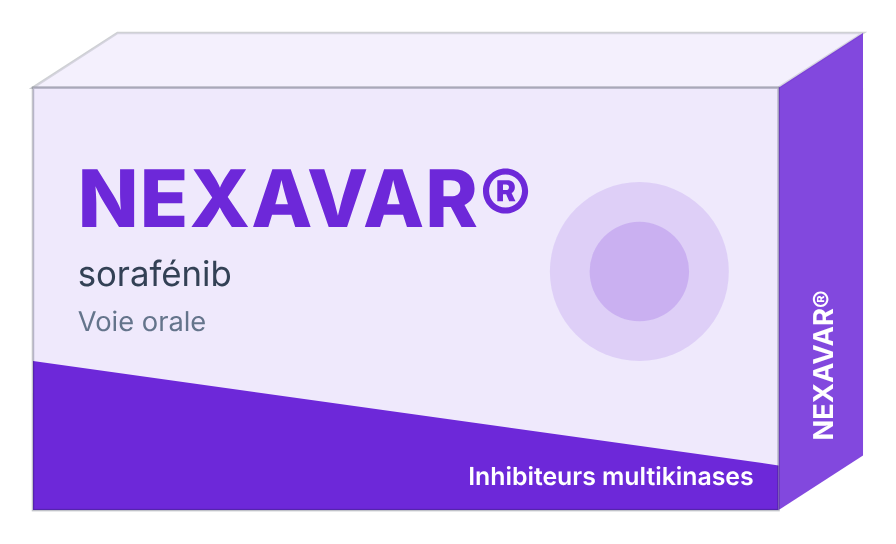 NEXAVAR®
sorafénib
Voie orale
Inhibiteurs multikinases
NEXAVAR®